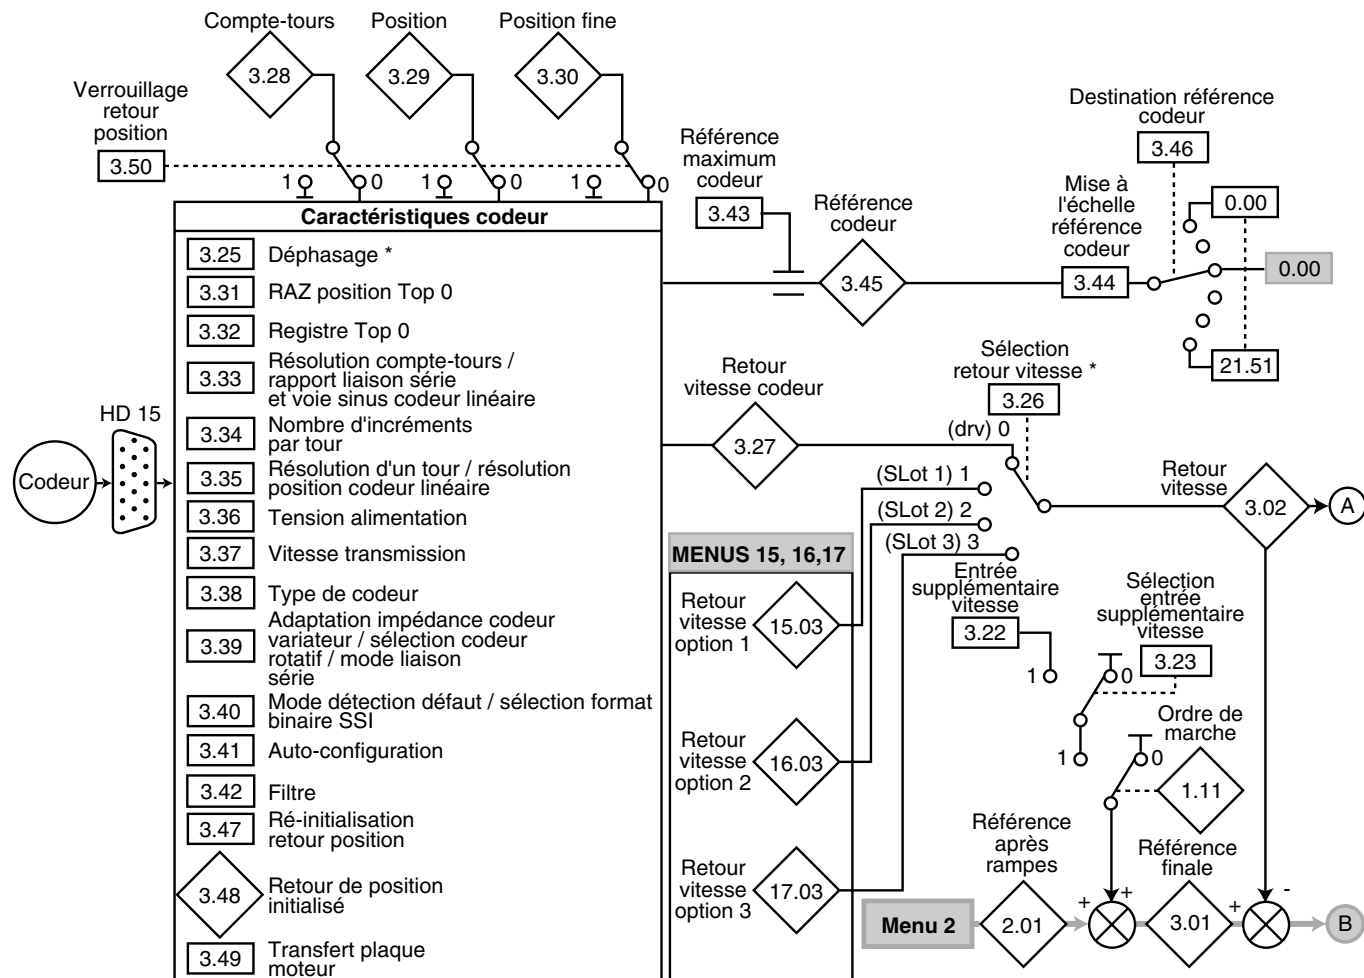 Compte-tours
Position
Position fine
3.28
3.29
3.30
Verrouillage
retour
position
3.50
1
0
1
0
1
0
Référence
maximum
codeur
3.43
Référence
codeur
3.45
Destination référence
codeur
3.46
Mise à
l'échelle
référence
codeur
3.44
0.00
0.00
21.51
Caractéristiques codeur
3.25 Déphasage *
3.31 RAZ position Top 0
3.32 Registre Top 0
3.33 Résolution compte-tours /
rapport liaison série
et voie sinus codeur linéaire
3.34 Nombre d'incréments
par tour
3.35 Résolution d'un tour / résolution
position codeur linéaire
3.36 Tension alimentation
3.37 Vitesse transmission
3.38 Type de codeur
3.39 Adaptation impédance codeur
variateur / sélection codeur
rotatif / mode liaison
série
3.40 Mode détection défaut / sélection format
binaire SSI
3.41 Auto-configuration
3.42 Filtre
3.47 Ré-initialisation
retour position
3.48 Retour de position
initialisé
3.49 Transfert plaque
moteur
Codeur
HD 15
Retour
vitesse codeur
3.27
Sélection
retour vitesse *
3.26
(drv) 0
(SLot 1) 1
(SLot 2) 2
(SLot 3) 3
Retour
vitesse
3.02
A
MENUS 15, 16,17
Retour
vitesse
option 1
15.03
Retour
vitesse
option 2
16.03
Retour
vitesse
option 3
17.03
Entrée
supplémentaire
vitesse
3.22
Sélection
entrée
supplémentaire
vitesse
3.23
1
0
1
0
Ordre de
marche
1.11
Menu 2
Référence
après
rampes
2.01
+
+
Référence
finale
3.01
+
-
B